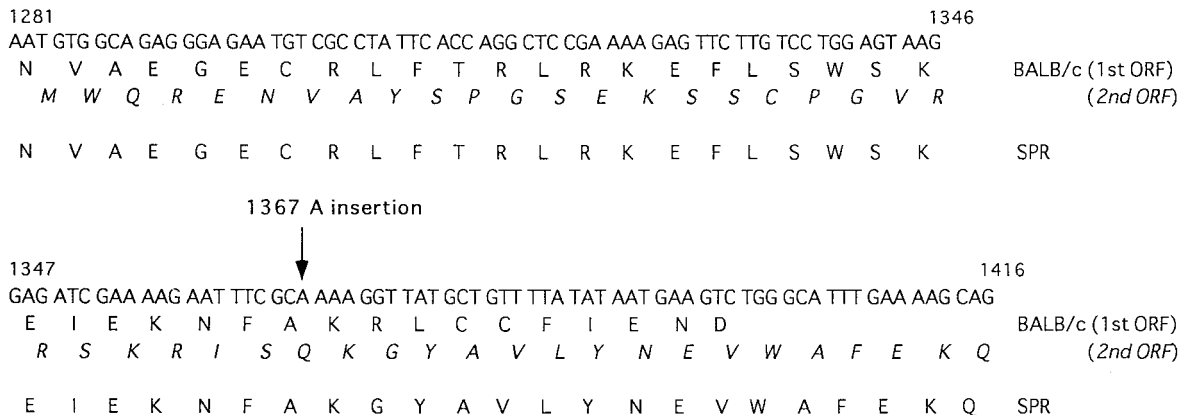 1281 1346
AAT GTG GCA GAG GGA GAA TGT CGC CTA TTC ACC AGG CTC CGA AAA GAG TTC TTG TCC TGG AGT AAG
N V A E G E C R L F T R L R K E F L S W S K BALB/c (1st ORF)
M W Q R E N V A Y S P G S E K S S C P G V R (2nd ORF)
N V A E G E C R L F T R L R K E F L S W S K SPR
1367 A insertion
1347 1416
GAG ATC GAA AAG AAT TTC GCA AAA GGT TAT GCT GTT TTA TAT AAT GAA GTC TGG GCA TTT GAA AAG CAG
E I E K N F A K R L C C F I E N D BALB/c (1st ORF)
R S K R I S Q K G Y A V L Y N E V W A F E K Q (2nd ORF)
E I E K N F A K G Y A V L Y N E V W A F E K Q SPR